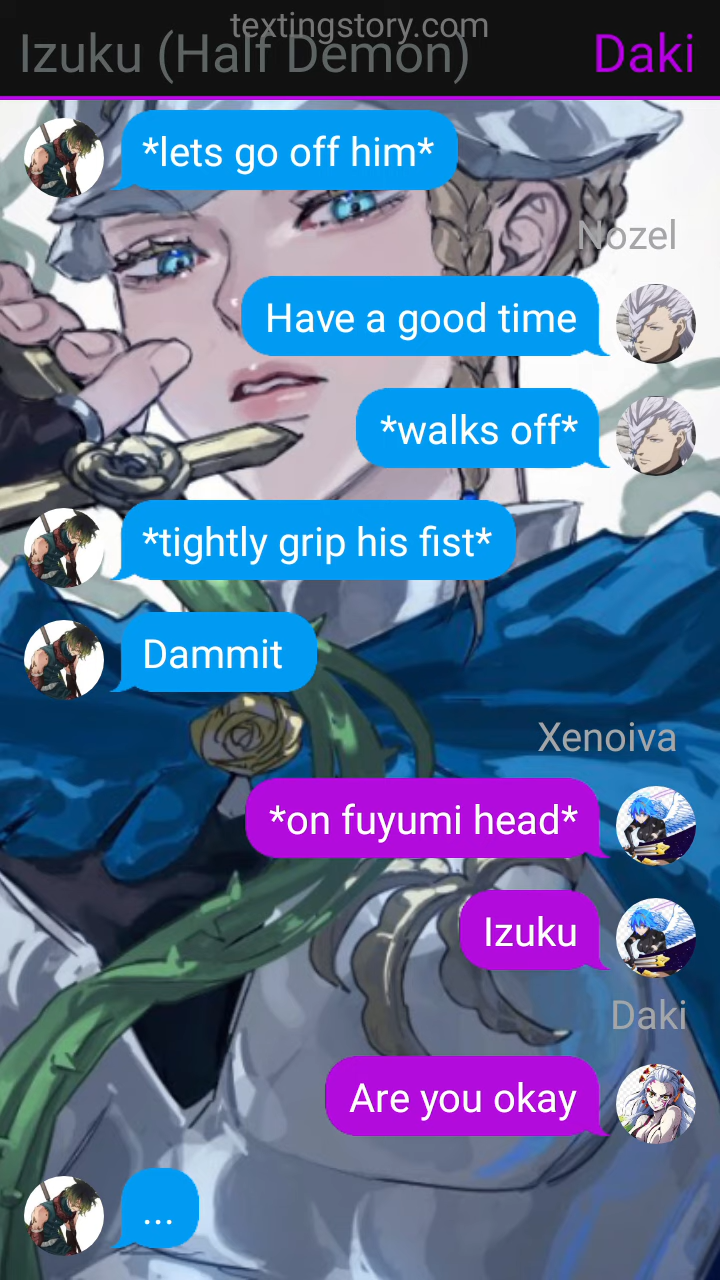 textingstory.com
Izuku (Half Demon)
Daki
*lets go off him*
Nozel
Have a good time
*walks off*
*tightly grip his fist*
Dammit
Xenoiva
*on fuyumi head*
Izuku
Daki
Are you okay
...